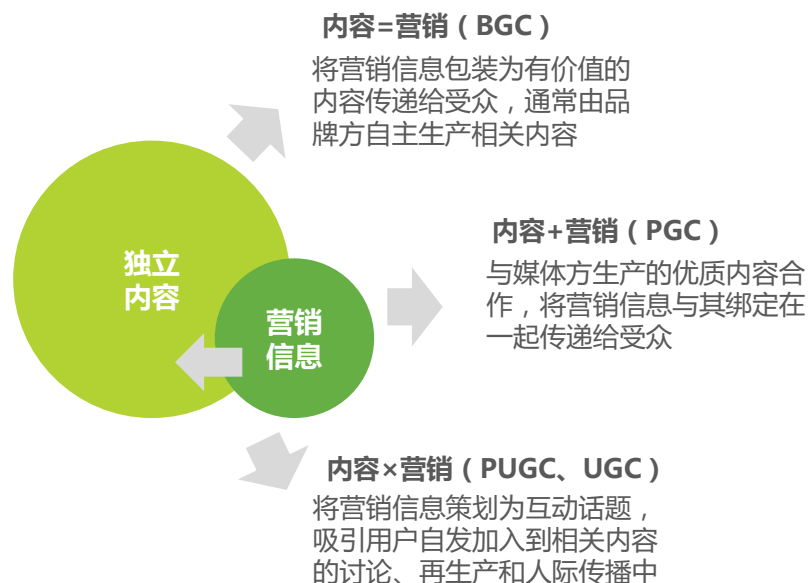 内容=营销（BGC）
将营销信息包装为有价值的
内容传递给受众，通常由品
牌方自主生产相关内容
独立
内容
营销
信息
内容+营销（PGC）
与媒体方生产的优质内容合
作，将营销信息与其绑定在
一起传递给受众
内容×营销（PUGC、UGC）
将营销信息策划为互动话题，
吸引用户自发加入到相关内容
的讨论、再生产和人际传播中